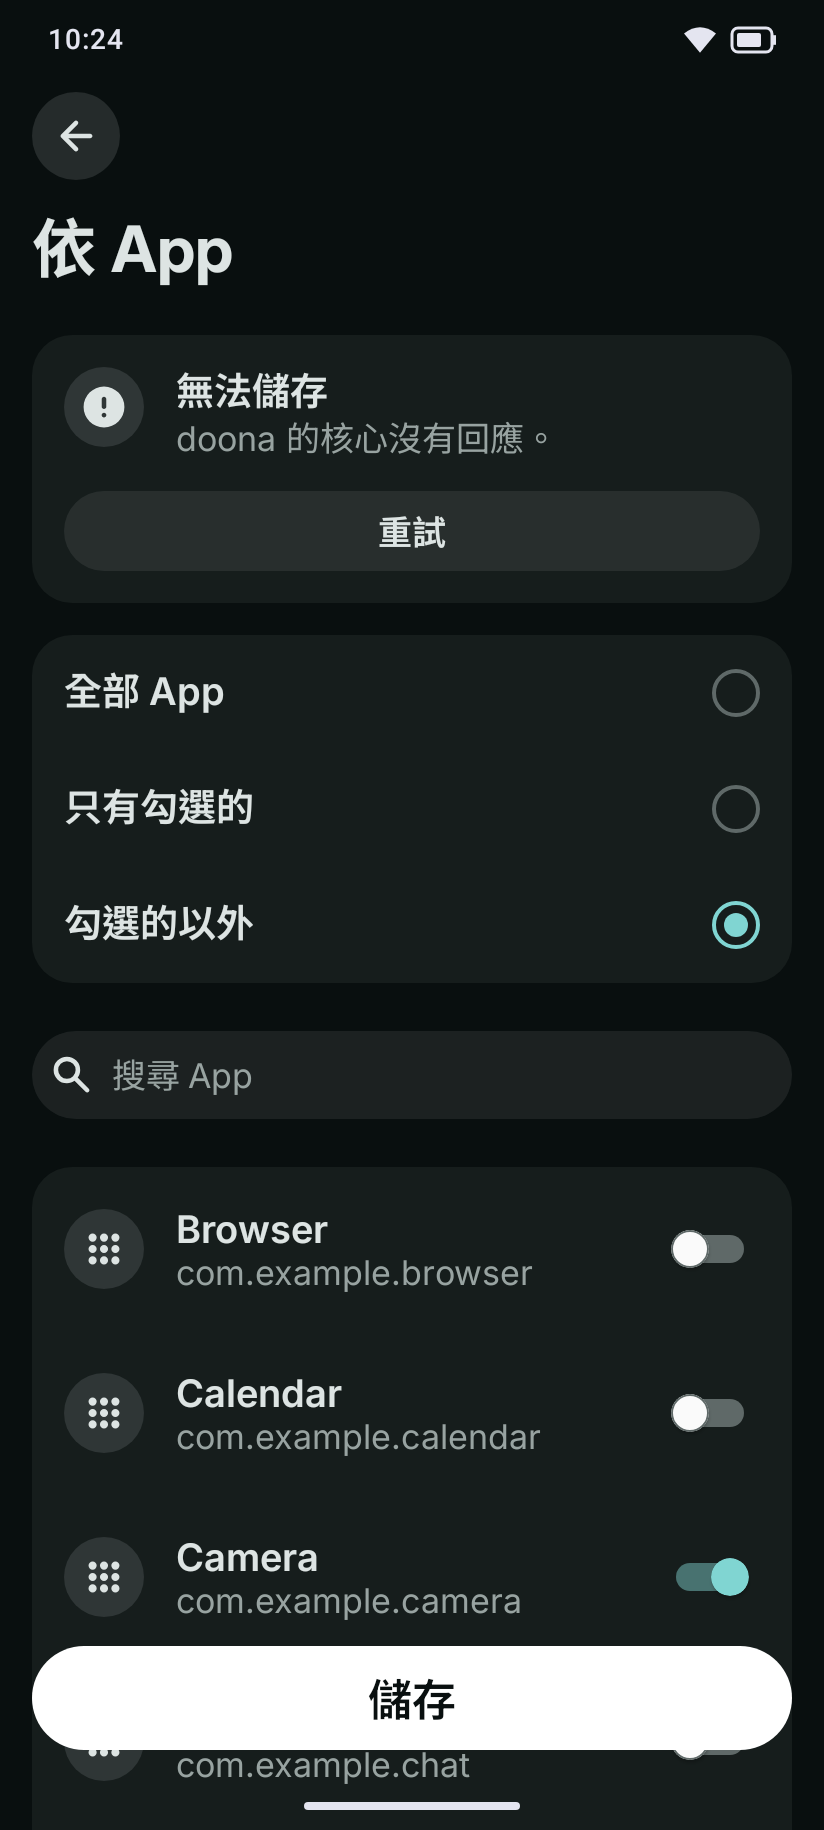 10:24
依 App
無法儲存
doona 的核心沒有回應。
重試
全部 App
只有勾選的
勾選的以外
搜尋 App
Browser
com.example.browser
Calendar
com.example.calendar
Camera
com.example.camera
儲存
com.example.chat